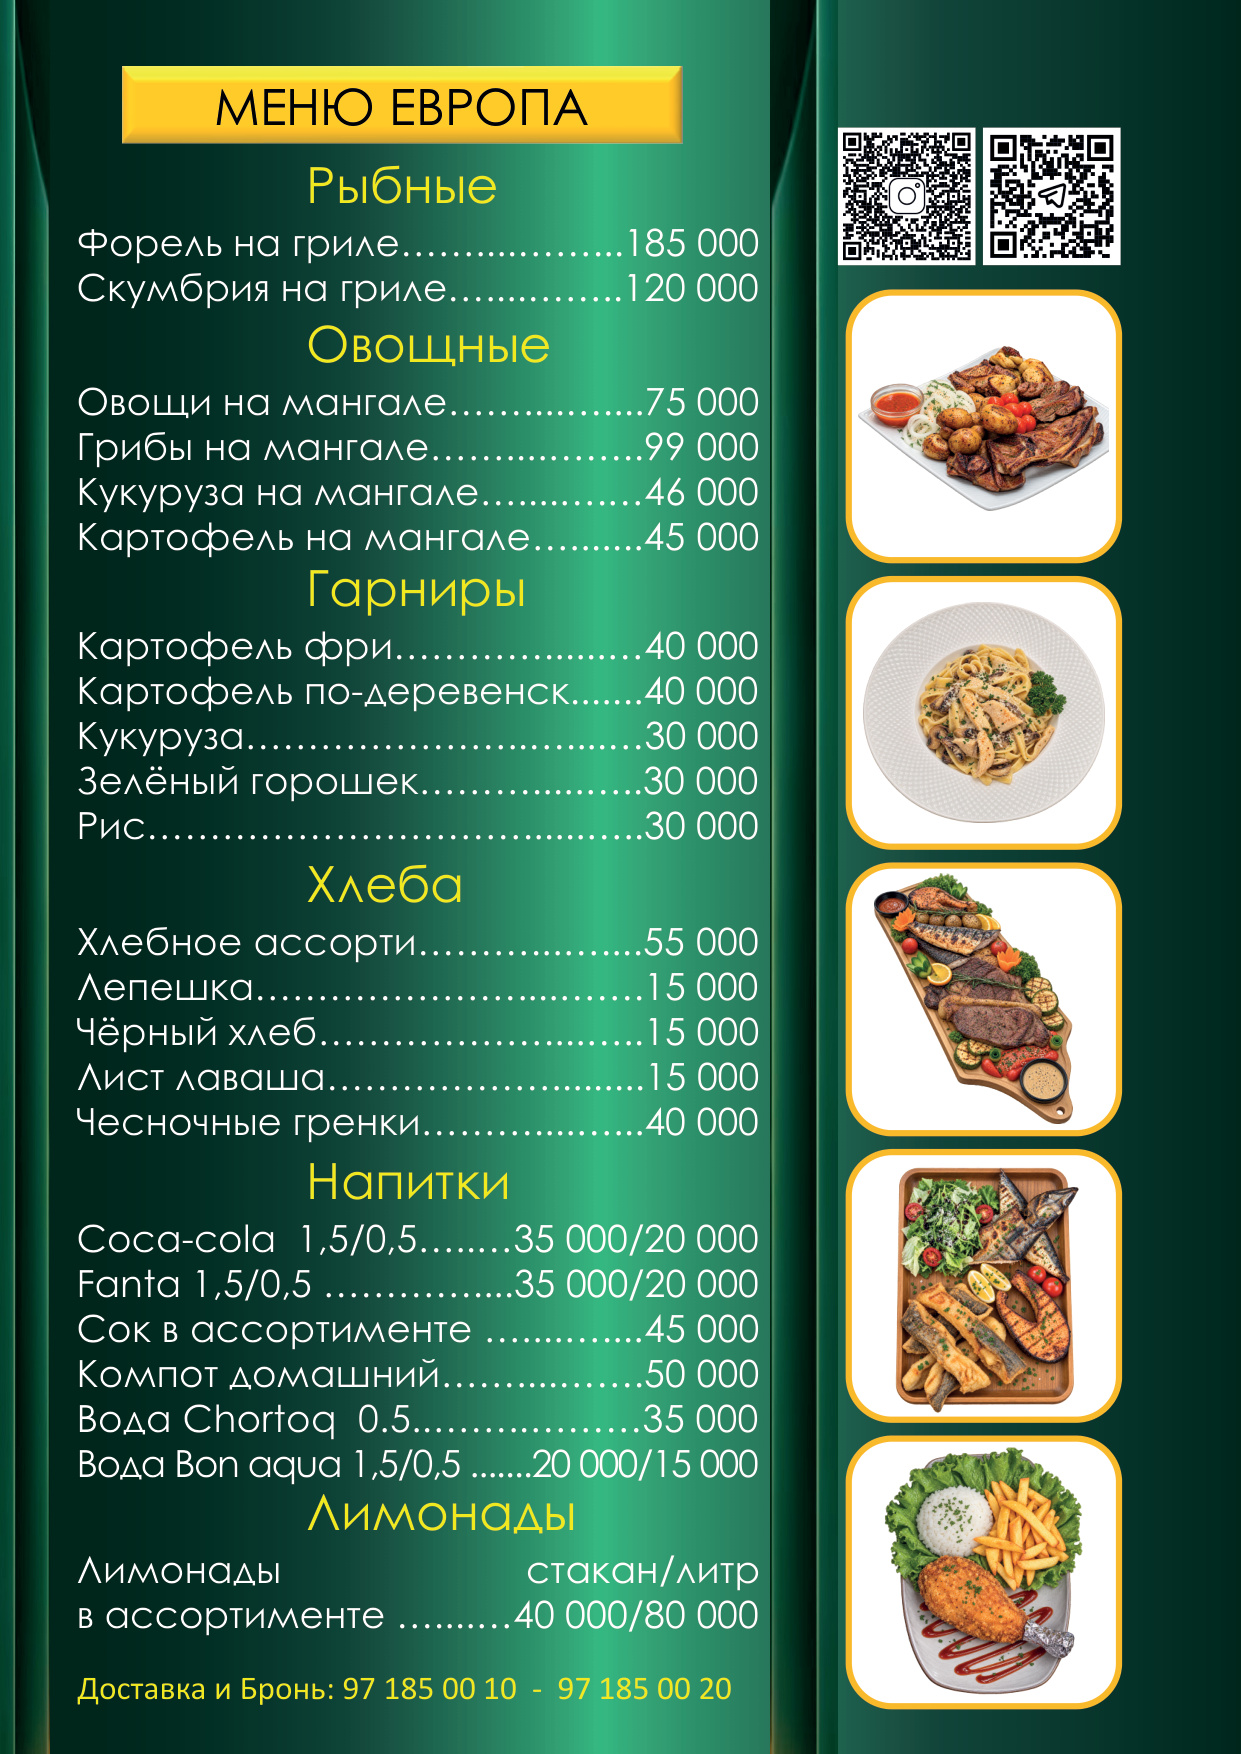 МЕНЮ ЕВРОПА
Рыбные
Форель на гриле……....………..185 000
Скумбрия на гриле…....……..120 000
Овощные
Овощи на мангале……....…....75 000
Грибы на мангале……....……..99 000
Кукуруза на мангале….....……46 000
Картофель на мангале….......45 000
Гарниры
Картофель фри………….......…40 000
Картофель по-деревенск.......40 000
Кукуруза…………………..…....…30 000
Зелёный горошек………......…..30 000
Рис…………………………......…..30 000
Хлеба
Хлебное ассорти………....…....55 000
Лепешка…………………....…….15 000
Чёрный хлеб………………....…..15 000
Лист лаваша……………….........15 000
Чесночные гренки………....…...40 000
Напитки
Coca-cola  1,5/0,5…..…35 000/20 000
Fanta 1,5/0,5 …………....35 000/20 000
Сок в ассортименте …....…....45 000
Компот домашний……....…….50 000
Вода Chortoq  0.5..……..………35 000
Вода Bon aqua 1,5/0,5 .......20 000/15 000
Лимонады
Лимонады стакан/литр
в ассортименте …....…40 000/80 000
Доставка и Бронь: 97 185 00 10  -  97 185 00 20